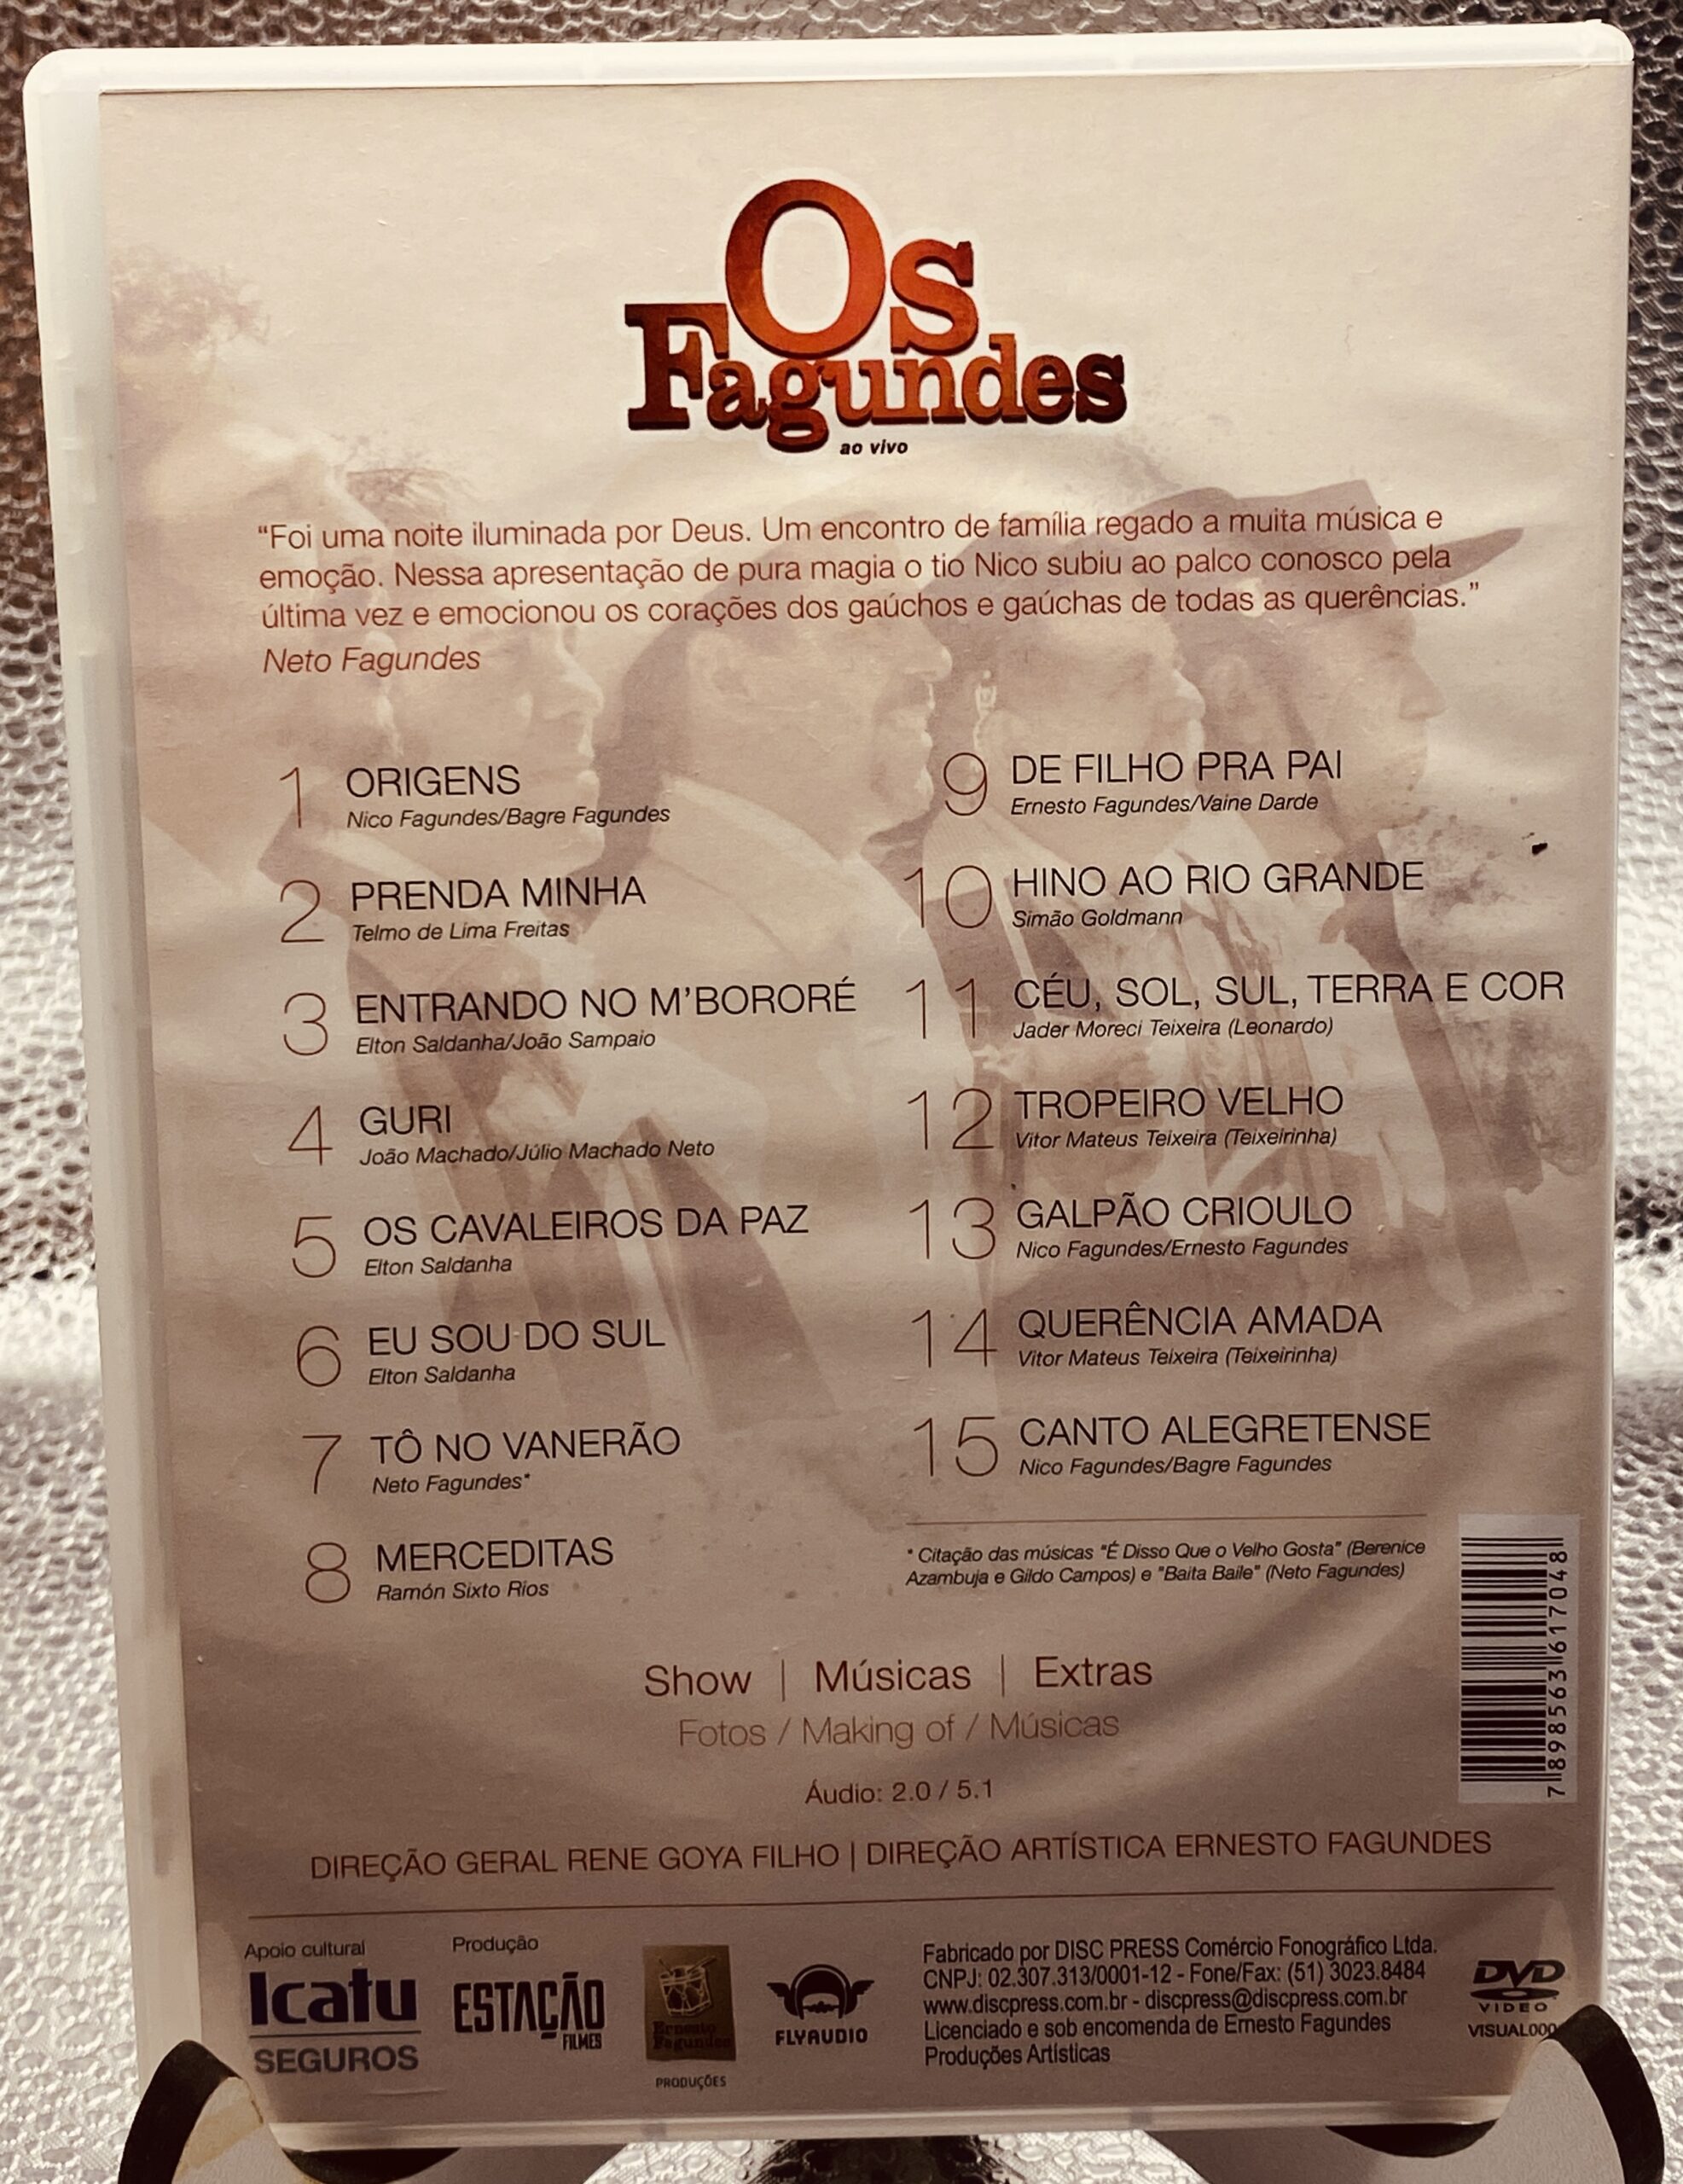 Os
Fagundes
ao vivo
“Foi uma noite iluminada por Deus. Um encontro de família regado a muita música e
emoção. Nessa apresentação de pura magia o tio Nico subiu ao palco conosco pela
última vez e emocionou os corações dos gaúchos e gaúchas de todas as querências.”
Neto Fagundes
1 ORIGENS
Nico Fagundes/Bagre Fagundes
2 PRENDA MINHA
Telmo de Lima Freitas
3 ENTRANDO NO M’BORORÉ
Elton Saldanha/João Sampaio
4 GURI
João Machado/Júlio Machado Neto
5 OS CAVALEIROS DA PAZ
Elton Saldanha
6 EU SOU DO SUL
Elton Saldanha
7 TÔ NO VANERÃO
Neto Fagundes*
8 MERCEDITAS
Ramón Sixto Rios
9 DE FILHO PRA PAI
Ernesto Fagundes/Vaine Darde
10 HINO AO RIO GRANDE
Simão Goldmann
11 CÉU, SOL, SUL, TERRA E COR
Jader Moreci Teixeira (Leonardo)
12 TROPEIRO VELHO
Vitor Mateus Teixeira (Teixeirinha)
13 GALPÃO CRIOULO
Nico Fagundes/Ernesto Fagundes
14 QUERÊNCIA AMADA
Vitor Mateus Teixeira (Teixeirinha)
15 CANTO ALEGRETENSE
Nico Fagundes/Bagre Fagundes
* Citação das músicas "É Disso Que o Velho Gosta" (Berenice
Azambuja e Gildo Campos) e "Baita Baile" (Neto Fagundes)
7 898563 617048
Show | Músicas | Extras
Fotos / Making of / Músicas
Áudio: 2.0 / 5.1
DIREÇÃO GERAL RENE GOYA FILHO | DIREÇÃO ARTÍSTICA ERNESTO FAGUNDES
Apoio cultural
Icatu
SEGUROS
Produção
ESTAÇÃO
FILMES
Ernesto
Fagundes
PRODUÇÕES
FLYAUDIO
Fabricado por DISC PRESS Comércio Fonográfico Ltda.
CNPJ: 02.307.313/0001-12 - Fone/Fax: (51) 3023.8484
www.discpress.com.br - discpress@discpress.com.br
Licenciado e sob encomenda de Ernesto Fagundes
Produções Artísticas
DVD
VIDEO
VISUAL000